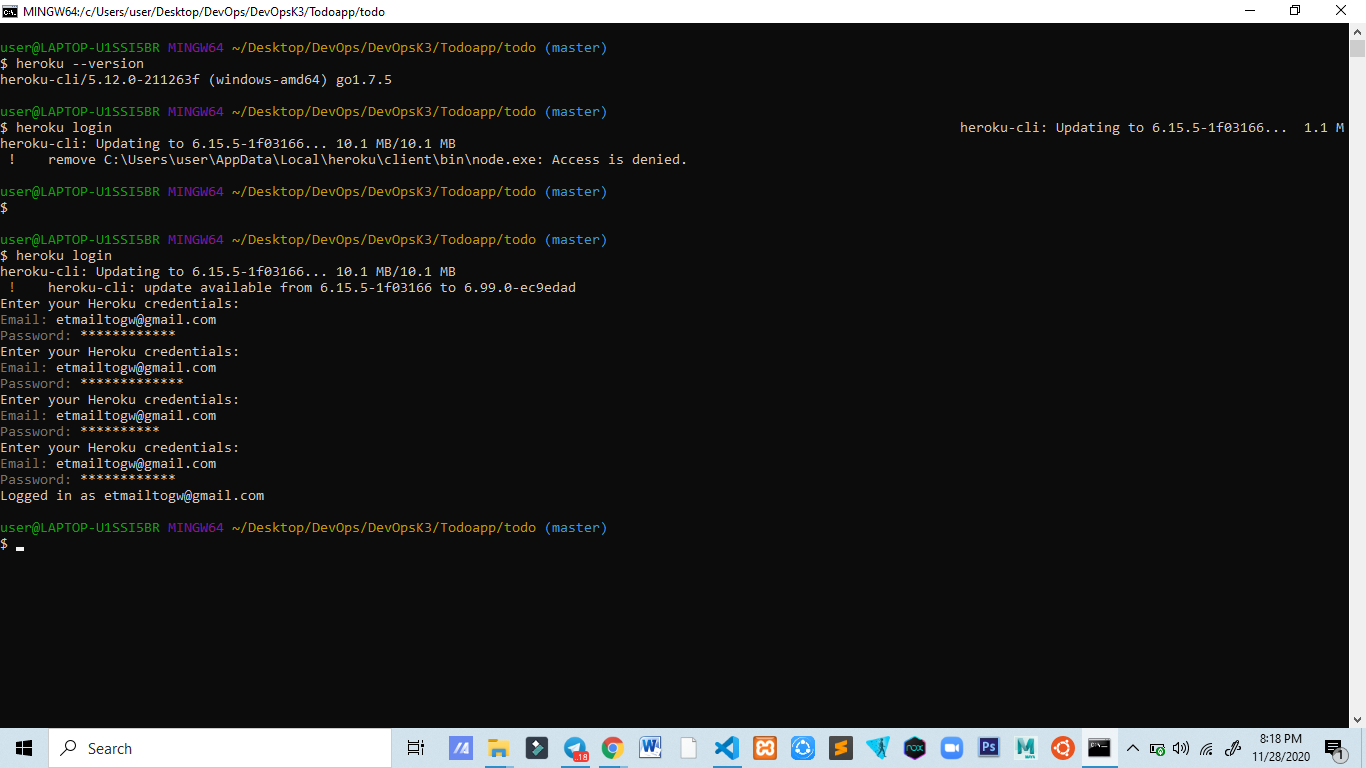 MINGW64:/c/Users/user/Desktop/DevOps/DevOpsK3/Todoapp/todo
user@LAPTOP-U1SSI5BR MINGW64 ~/Desktop/DevOps/DevOpsK3/Todoapp/todo (master)
$ heroku --version
heroku-cli/5.12.0-211263f (windows-amd64) go1.7.5
user@LAPTOP-U1SSI5BR MINGW64 ~/Desktop/DevOps/DevOpsK3/Todoapp/todo (master)
$ heroku login heroku-cli: Updating to 6.15.5-1f03166... 1.1 M
heroku-cli: Updating to 6.15.5-1f03166... 10.1 MB/10.1 MB
! remove C:\Users\user\AppData\Local\heroku\client\bin\node.exe: Access is denied.
user@LAPTOP-U1SSI5BR MINGW64 ~/Desktop/DevOps/DevOpsK3/Todoapp/todo (master)
$
user@LAPTOP-U1SSI5BR MINGW64 ~/Desktop/DevOps/DevOpsK3/Todoapp/todo (master)
$ heroku login
heroku-cli: Updating to 6.15.5-1f03166... 10.1 MB/10.1 MB
! heroku-cli: update available from 6.15.5-1f03166 to 6.99.0-ec9edad
Enter your Heroku credentials:
Email: etmailtogw@gmail.com
Password: ************
Enter your Heroku credentials:
Email: etmailtogw@gmail.com
Password: *************
Enter your Heroku credentials:
Email: etmailtogw@gmail.com
Password: **********
Enter your Heroku credentials:
Email: etmailtogw@gmail.com
Password: ************
Logged in as etmailtogw@gmail.com
user@LAPTOP-U1SSI5BR MINGW64 ~/Desktop/DevOps/DevOpsK3/Todoapp/todo (master)
$
Search
8:18 PM
11/28/2020